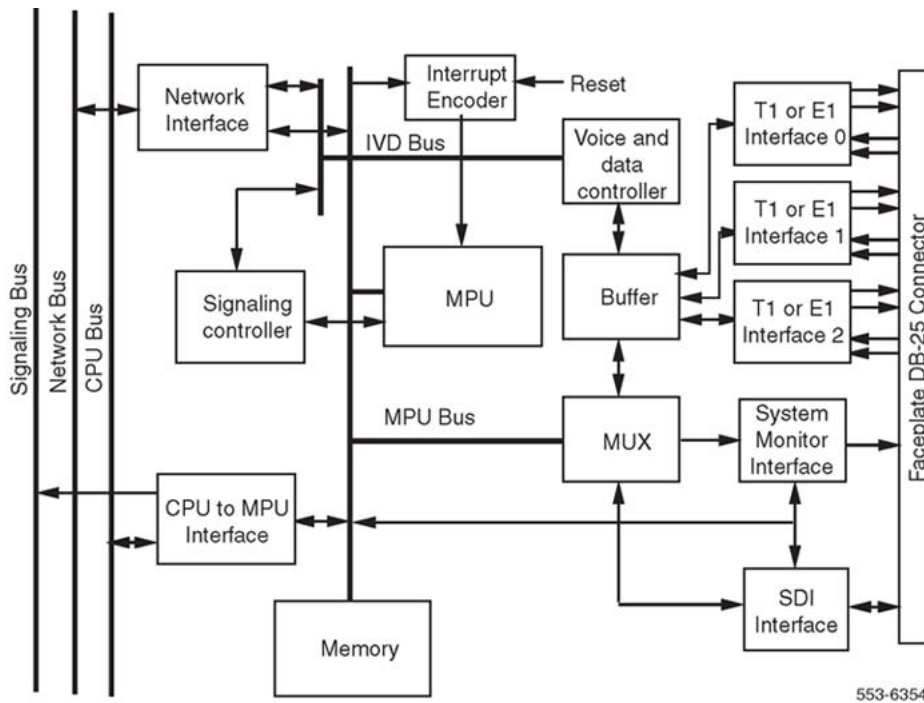 Signaling Bus
Network Bus
CPU Bus
Network
Interface
Interrupt
Encoder
Reset
IVD Bus
Voice and
data
controller
T1 or E1
Interface 0
T1 or E1
Interface 1
T1 or E1
Interface 2
Signaling
controller
MPU
Buffer
MPU Bus
MUX
System
Monitor
Interface
CPU to MPU
Interface
SDI
Interface
Memory
Faceplate DB-25 Connector
553-6354